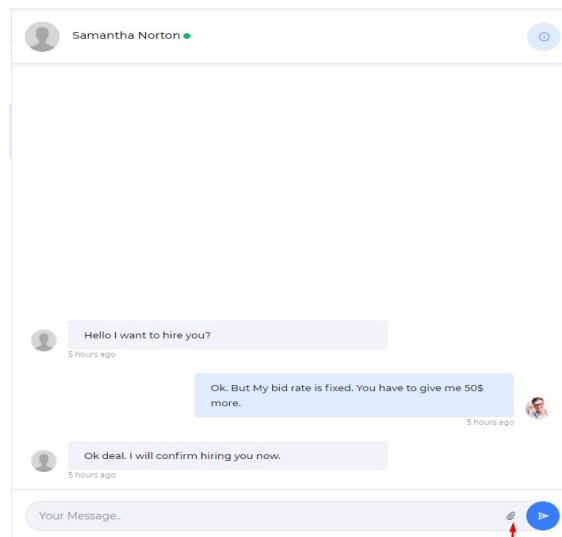 Samantha Norton
Hello I want to hire you?
5 hours ago
Ok. But My bid rate is fixed. You have to give me 50$
more.
5 hours ago
Ok deal. I will confirm hiring you now.
5 hours ago
Your Message..